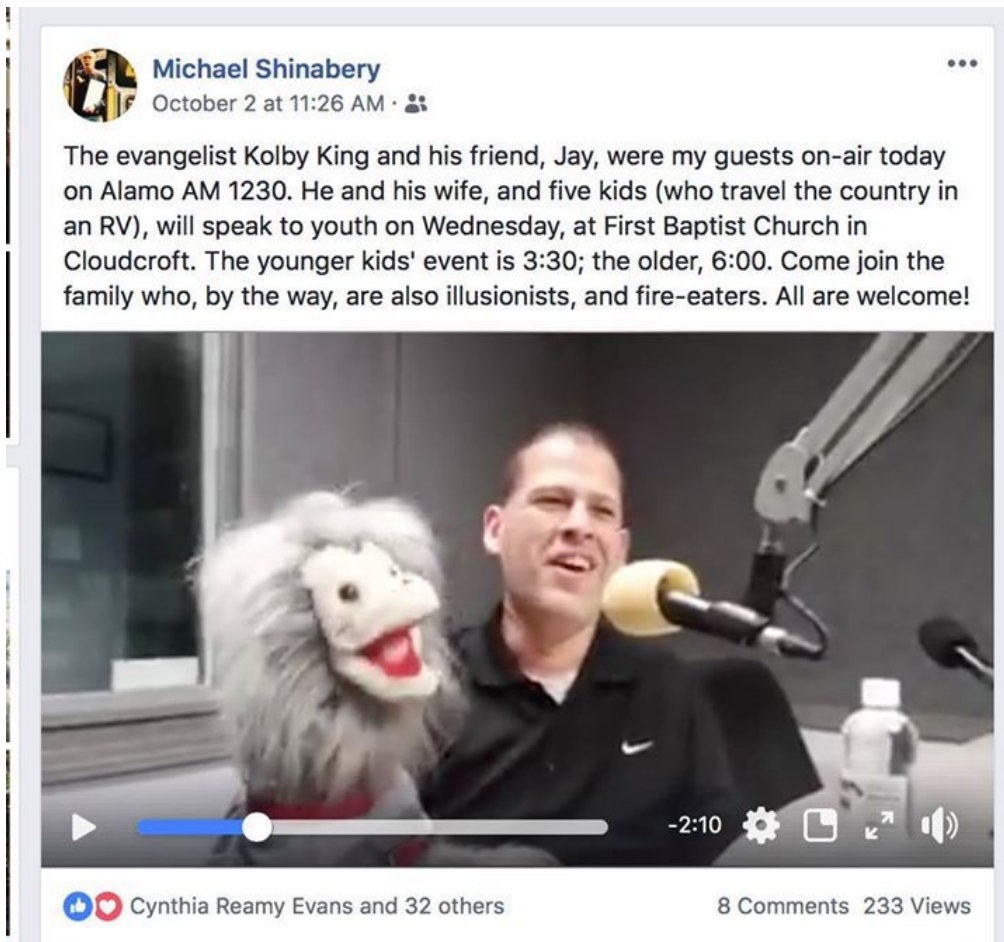 Michael Shinabery
October 2 at 11:26 AM ·
The evangelist Kolby King and his friend, Jay, were my guests on-air today
on Alamo AM 1230. He and his wife, and five kids (who travel the country in
an RV), will speak to youth on Wednesday, at First Baptist Church in
Cloudcroft. The younger kids' event is 3:30; the older, 6:00. Come join the
family who, by the way, are also illusionists, and fire-eaters. All are welcome!
-2:10
Cynthia Reamy Evans and 32 others
8 Comments 233 Views